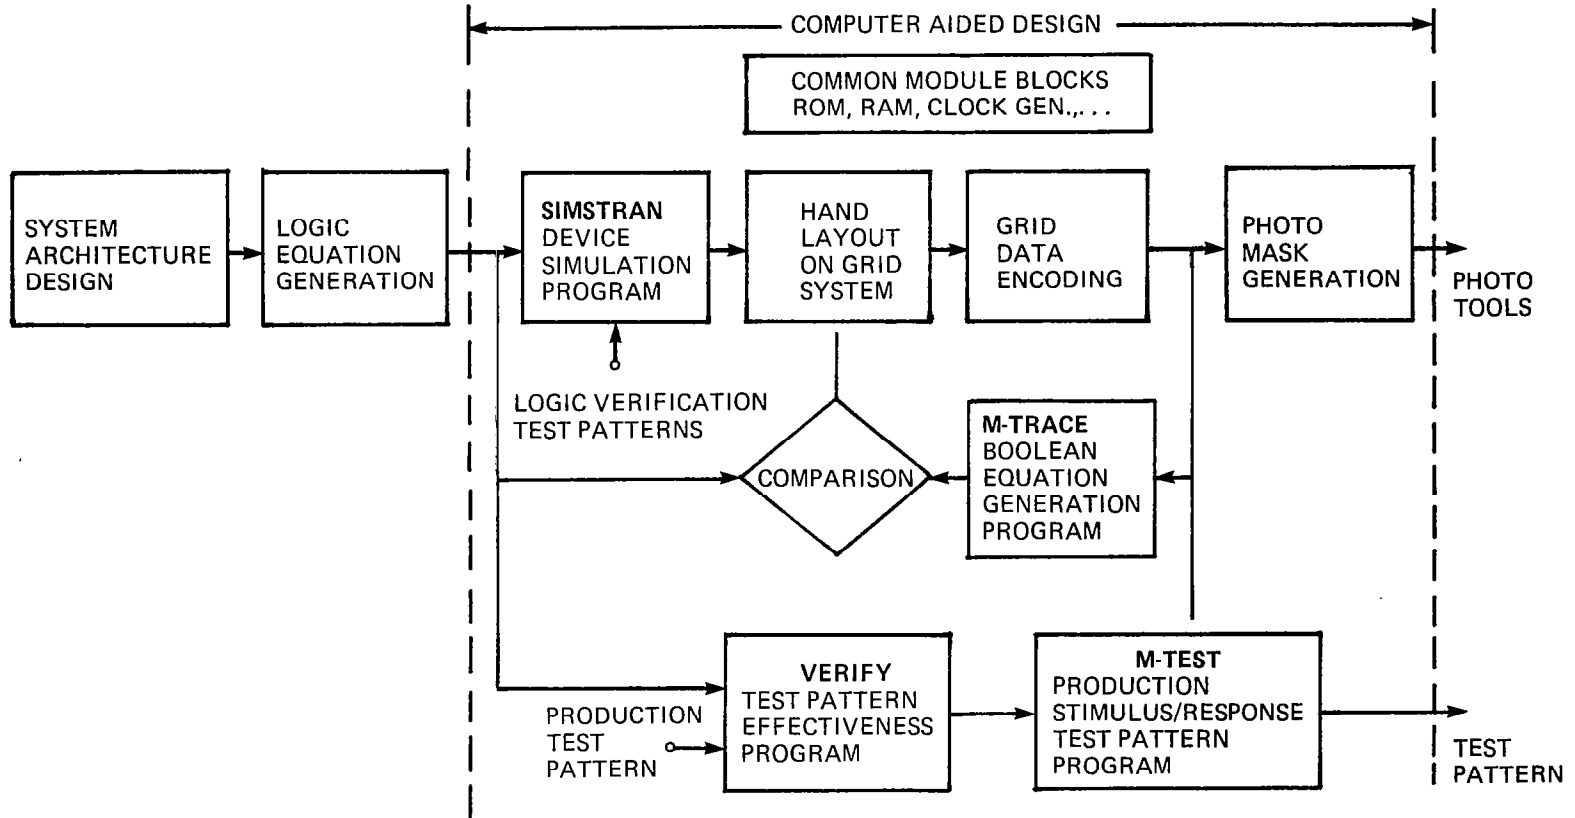 COMPUTER AIDED DESIGN
COMMON MODULE BLOCKS
ROM, RAM, CLOCK GEN.,...
SYSTEM
ARCHITECTURE
DESIGN
LOGIC
EQUATION
GENERATION
SIMSTRAN
DEVICE
SIMULATION
PROGRAM
HAND
LAYOUT
ON GRID
SYSTEM
GRID
DATA
ENCODING
PHOTO
MASK
GENERATION
PHOTO
TOOLS
LOGIC VERIFICATION
TEST PATTERNS
COMPARISON
M-TRACE
BOOLEAN
EQUATION
GENERATION
PROGRAM
PRODUCTION
TEST
PATTERN
VERIFY
TEST PATTERN
EFFECTIVENESS
PROGRAM
M-TEST
PRODUCTION
STIMULUS/RESPONSE
TEST PATTERN
PROGRAM
TEST
PATTERN